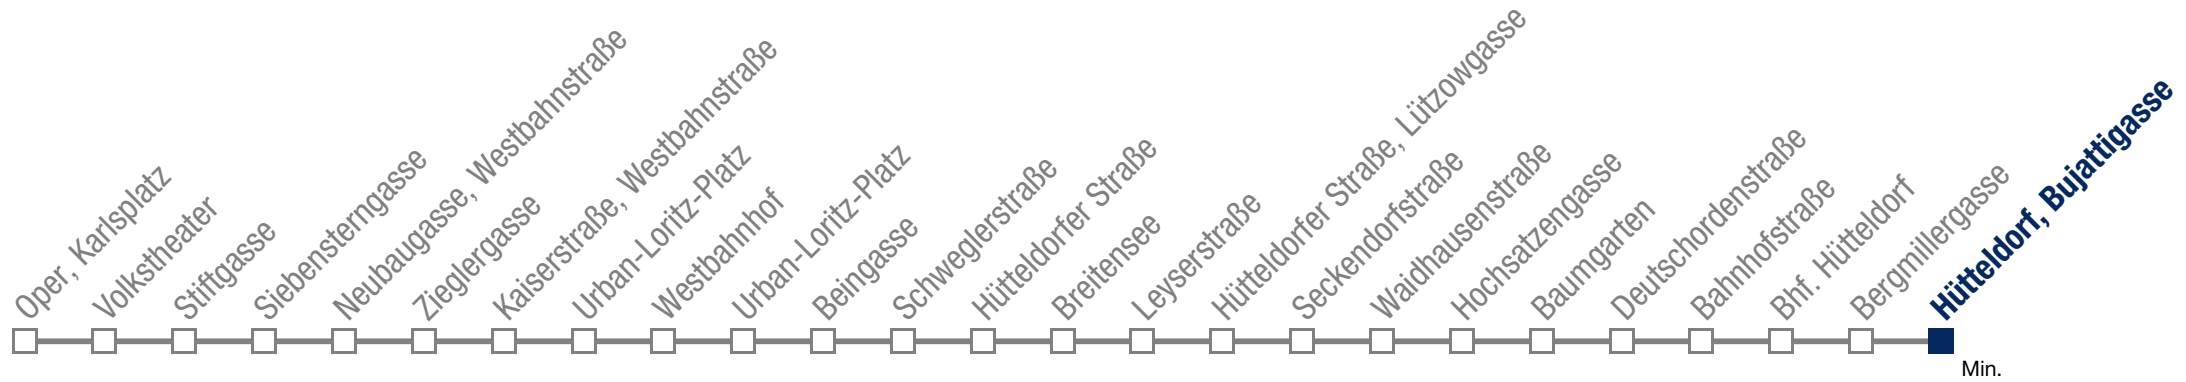 Oper, Karlsplatz
Volkstheater
Stiftgasse
Siebensterngasse
Neubaugasse, Westbahnstraße
Zieglergasse
Kaiserstraße, Westbahnstraße
Urban-Loritz-Platz
Westbahnhof
Urban-Loritz-Platz
Beingasse
Schweglerstraße
Hütteldorfer Straße
Breitensee
Leyserstraße
Hütteldorfer Straße, Lützowgasse
Seckendorfstraße
Waidhausenstraße
Hochsatzengasse
Baumgarten
Deutschordenstraße
Bahnhofstraße
Bhf. Hütteldorf
Bergmillergasse
Hütteldorf, Bujattigasse
Min.